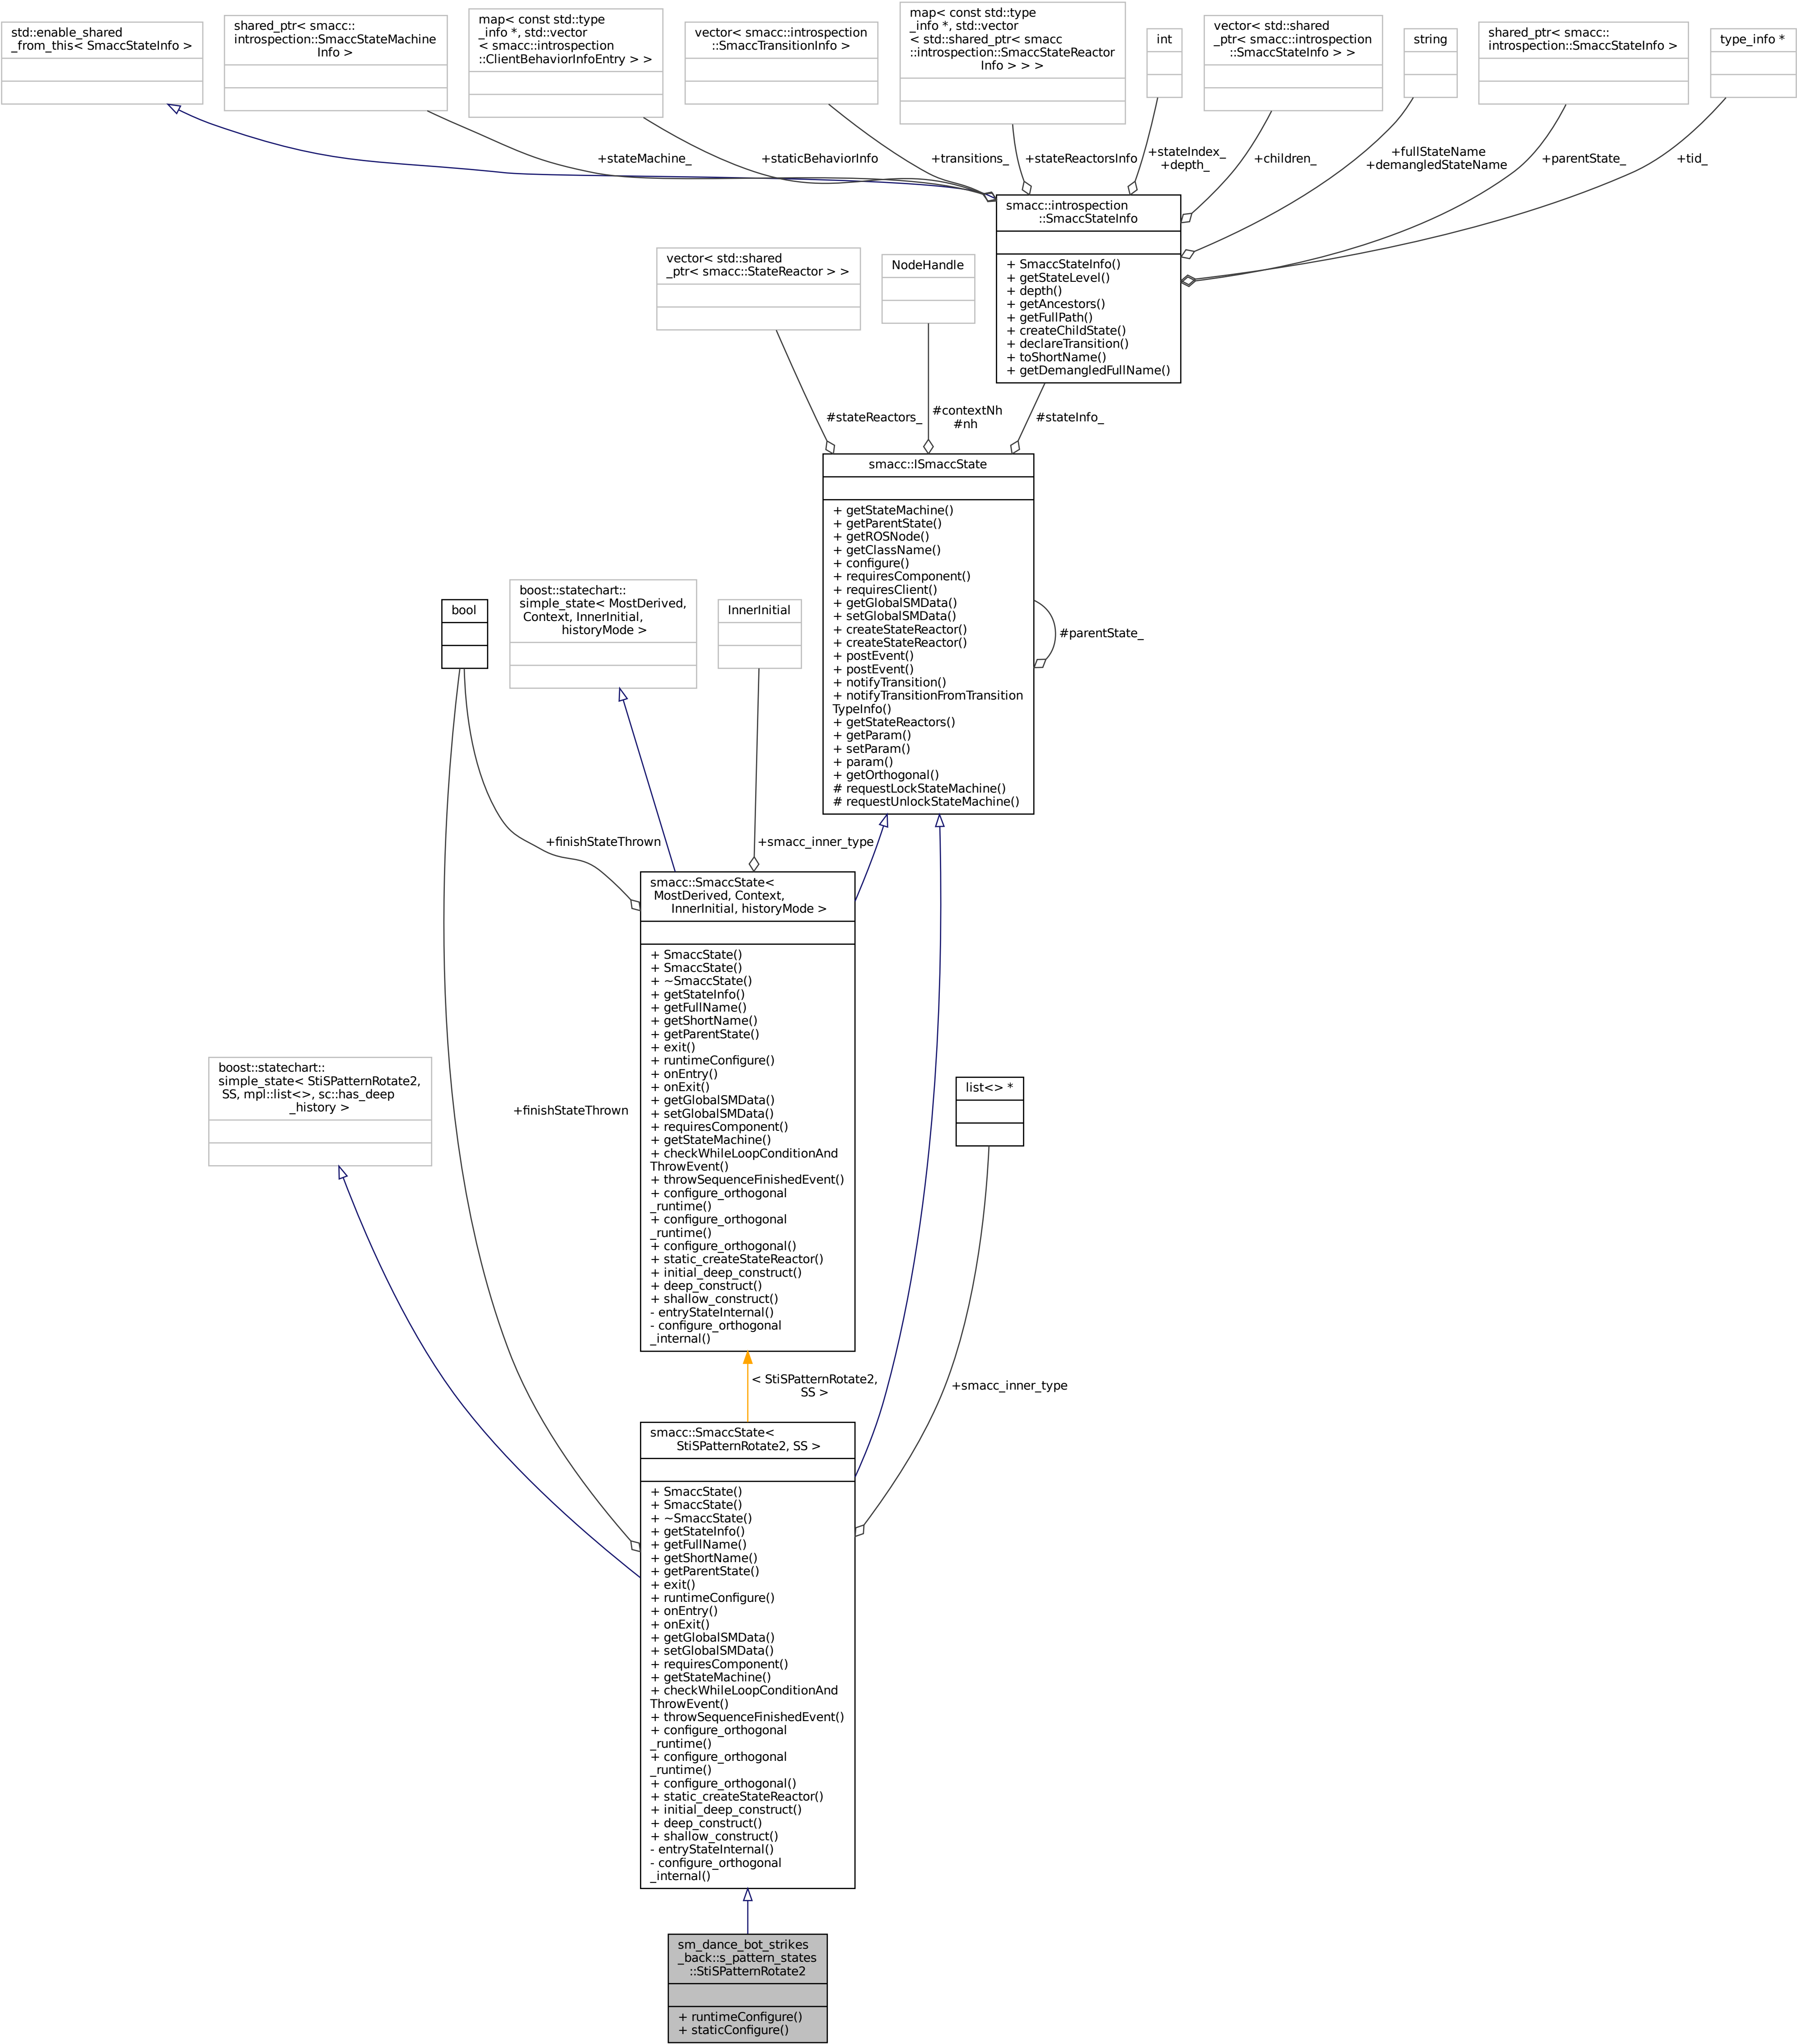 std::enable_shared
_from_this< SmaccStateInfo >
shared_ptr< smacc::
introspection::SmaccStateMachine
Info >
map< const std::type
_info *, std::vector
< smacc::introspection
::ClientBehaviorInfoEntry > >
vector< smacc::introspection
::SmaccTransitionInfo >
map< const std::type
_info *, std::vector
< std::shared_ptr< smacc
::introspection::SmaccStateReactor
Info > > >
int
vector< std::shared
_ptr< smacc::introspection
::SmaccStateInfo > >
string
shared_ptr< smacc::
introspection::SmaccStateInfo >
type_info *
+stateMachine_
+staticBehaviorInfo
+transitions_
+stateReactorsInfo
+stateIndex_
+depth_
+children_
+fullStateName
+demangledStateName
+parentState_
+tid_
smacc::introspection
::SmaccStateInfo
+ SmaccStateInfo()
+ getStateLevel()
+ depth()
+ getAncestors()
+ getFullPath()
+ createChildState()
+ declareTransition()
+ toShortName()
+ getDemangledFullName()
vector< std::shared
_ptr< smacc::StateReactor > >
NodeHandle
#stateReactors_
#contextNh
#nh
#stateInfo_
smacc::ISmaccState
+ getStateMachine()
+ getParentState()
+ getROSNode()
+ getClassName()
+ configure()
+ requiresComponent()
+ requiresClient()
+ getGlobalSMData()
+ setGlobalSMData()
+ createStateReactor()
+ createStateReactor()
+ postEvent()
+ postEvent()
+ notifyTransition()
+ notifyTransitionFromTransition
TypeInfo()
+ getStateReactors()
+ getParam()
+ setParam()
+ param()
+ getOrthogonal()
# requestLockStateMachine()
# requestUnlockStateMachine()
#parentState_
bool
boost::statechart::
simple_state< MostDerived,
Context, InnerInitial,
historyMode >
InnerInitial
+finishStateThrown
+smacc_inner_type
smacc::SmaccState<
MostDerived, Context,
InnerInitial, historyMode >
+ SmaccState()
+ SmaccState()
+ ~SmaccState()
+ getStateInfo()
+ getFullName()
+ getShortName()
+ getParentState()
+ exit()
+ runtimeConfigure()
+ onEntry()
+ onExit()
+ getGlobalSMData()
+ setGlobalSMData()
+ requiresComponent()
+ getStateMachine()
+ checkWhileLoopConditionAnd
ThrowEvent()
+ throwSequenceFinishedEvent()
+ configure_orthogonal
_runtime()
+ configure_orthogonal
_runtime()
+ configure_orthogonal()
+ static_createStateReactor()
+ initial_deep_construct()
+ deep_construct()
+ shallow_construct()
- entryStateInternal()
- configure_orthogonal
_internal()
boost::statechart::
simple_state< StiSPatternRotate2,
SS, mpl::list<>, sc::has_deep
_history >
+finishStateThrown
list<> *
< StiSPatternRotate2,
SS >
+smacc_inner_type
smacc::SmaccState<
StiSPatternRotate2, SS >
+ SmaccState()
+ SmaccState()
+ ~SmaccState()
+ getStateInfo()
+ getFullName()
+ getShortName()
+ getParentState()
+ exit()
+ runtimeConfigure()
+ onEntry()
+ onExit()
+ getGlobalSMData()
+ setGlobalSMData()
+ requiresComponent()
+ getStateMachine()
+ checkWhileLoopConditionAnd
ThrowEvent()
+ throwSequenceFinishedEvent()
+ configure_orthogonal
_runtime()
+ configure_orthogonal
_runtime()
+ configure_orthogonal()
+ static_createStateReactor()
+ initial_deep_construct()
+ deep_construct()
+ shallow_construct()
- entryStateInternal()
- configure_orthogonal
_internal()
sm_dance_bot_strikes
_back::s_pattern_states
::StiSPatternRotate2
+ runtimeConfigure()
+ staticConfigure()